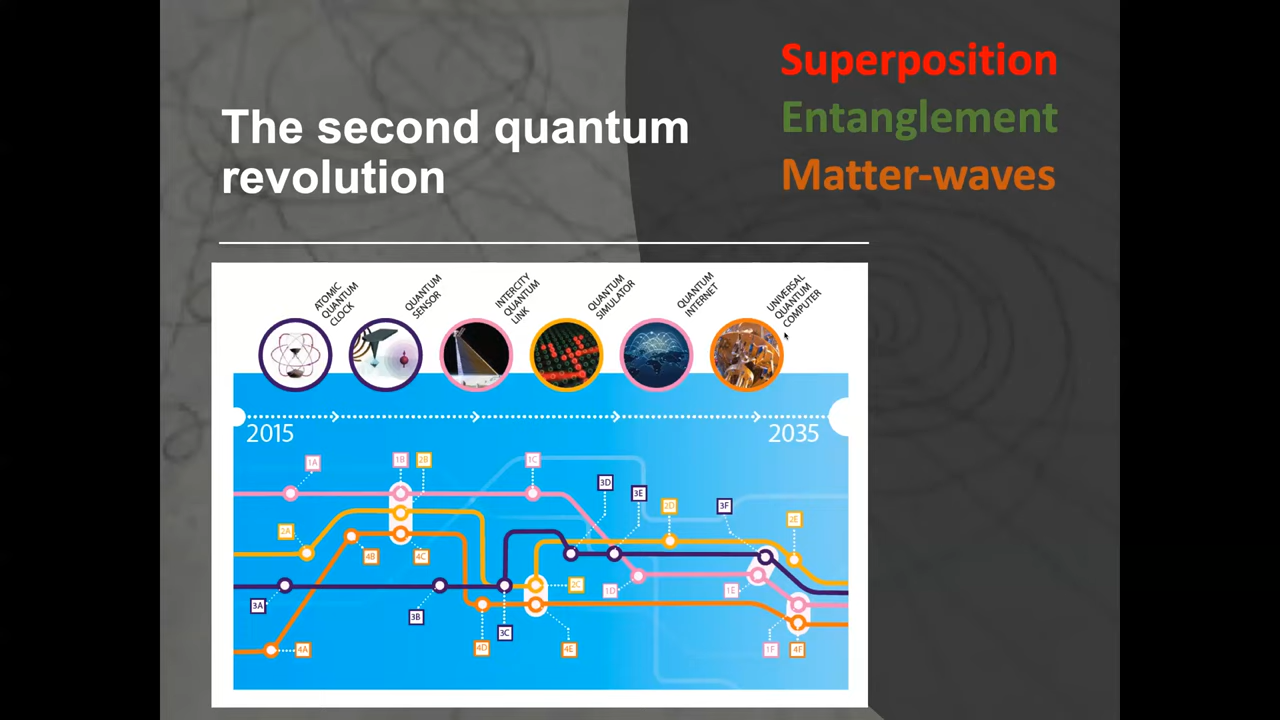 Superposition
Entanglement
Matter-waves
The second quantum
revolution
ATOMIC
QUANTUM
CLOCK
QUANTUM
SENSOR
INTERCITY
QUANTUM
LINK
QUANTUM
SIMULATOR
QUANTUM
INTERNET
UNIVERSAL
QUANTUM
COMPUTER
2015
2035
1A
1B
2B
1C
3D
3E
3F
2D
2E
2A
4B
4C
3A
3B
3C
2C
1D
1E
4A
4D
4E
1F
4F